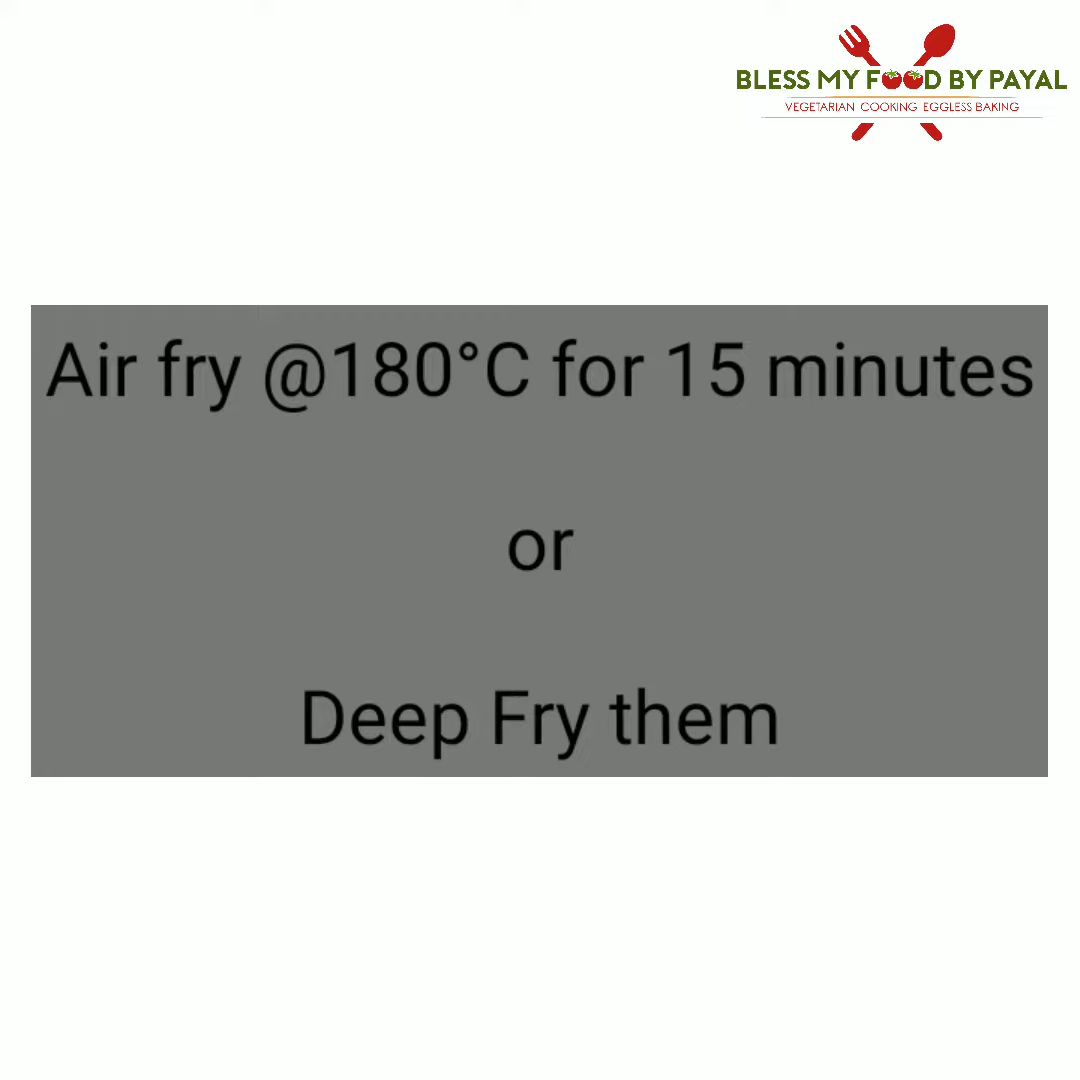 BLESS MY FOOD BY PAYAL
VEGETARIAN COOKING EGGLESS BAKING
Air fry @180°C for 15 minutes
or
Deep Fry them